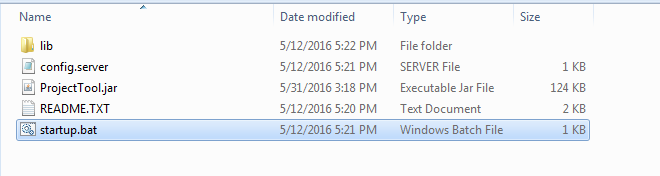 Name Date modified Type Size
lib 5/12/2016 5:22 PM File folder
config.server 5/12/2016 5:21 PM SERVER File 1 KB
ProjectTool.jar 5/31/2016 3:18 PM Executable Jar File 124 KB
README.TXT 5/12/2016 5:20 PM Text Document 2 KB
startup.bat 5/12/2016 5:21 PM Windows Batch File 1 KB